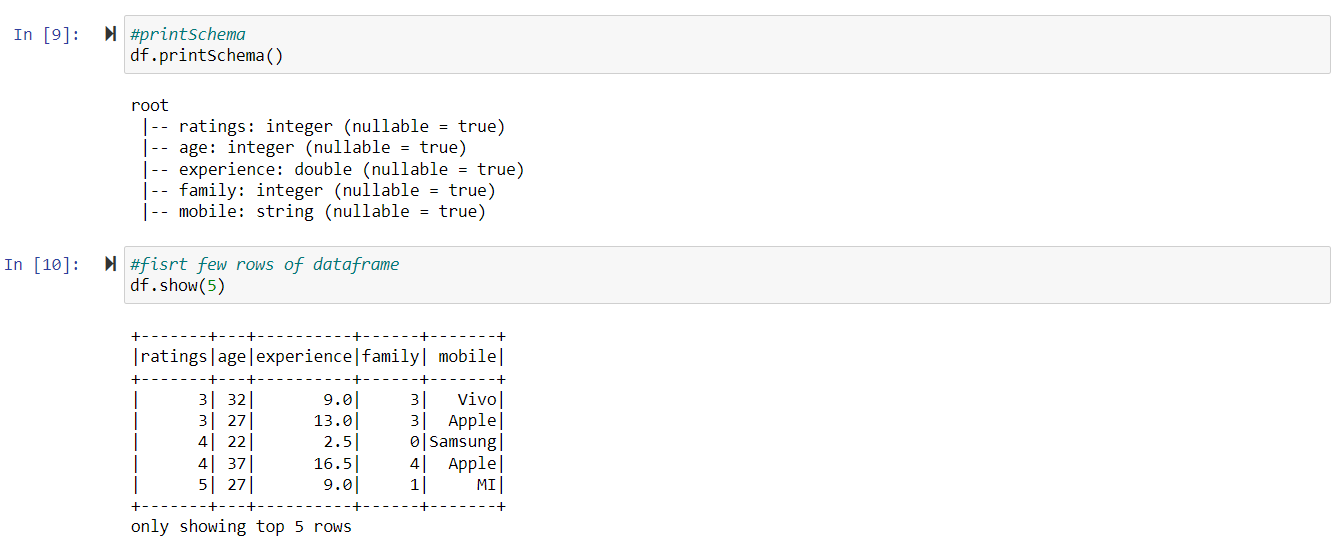 In [9]:
#printSchema
df.printSchema()
root
 |-- ratings: integer (nullable = true)
 |-- age: integer (nullable = true)
 |-- experience: double (nullable = true)
 |-- family: integer (nullable = true)
 |-- mobile: string (nullable = true)
In [10]:
#fisrt few rows of dataframe
df.show(5)
+-------+---+----------+------+-------+
|ratings|age|experience|family| mobile|
+-------+---+----------+------+-------+
|      3| 32|       9.0|     3|   Vivo|
|      3| 27|      13.0|     3|  Apple|
|      4| 22|       2.5|     0|Samsung|
|      4| 37|      16.5|     4|  Apple|
|      5| 27|       9.0|     1|     MI|
+-------+---+----------+------+-------+
only showing top 5 rows